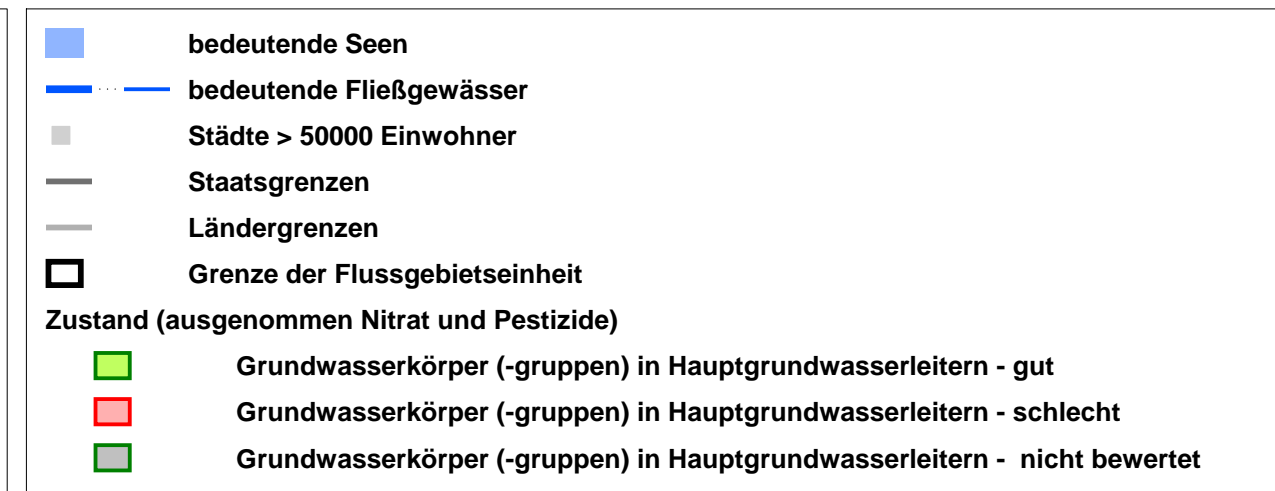 bedeutende Seen
bedeutende Fließgewässer
Städte > 50000 Einwohner
Staatsgrenzen
Ländergrenzen
Grenze der Flussgebietseinheit
Zustand (ausgenommen Nitrat und Pestizide)
Grundwasserkörper (-gruppen) in Hauptgrundwasserleitern - gut
Grundwasserkörper (-gruppen) in Hauptgrundwasserleitern - schlecht
Grundwasserkörper (-gruppen) in Hauptgrundwasserleitern -  nicht bewertet